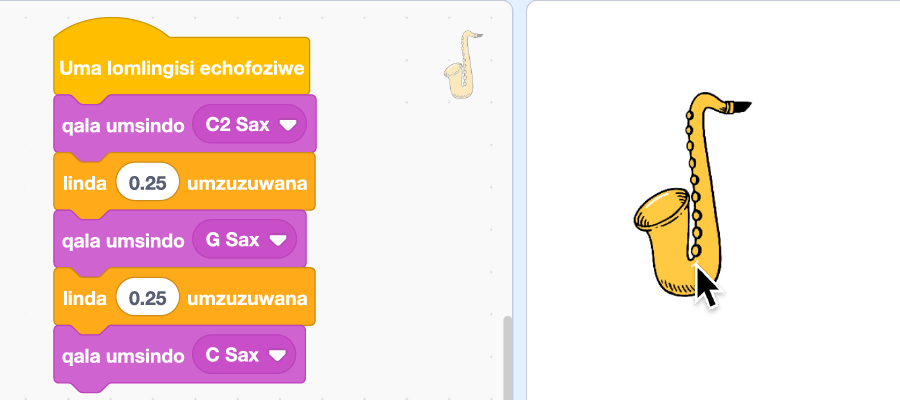 Uma lomlingisi echofoziwe
qala umsindo C2 Sax
linda 0.25 umzuzuwana
qala umsindo G Sax
linda 0.25 umzuzuwana
qala umsindo C Sax